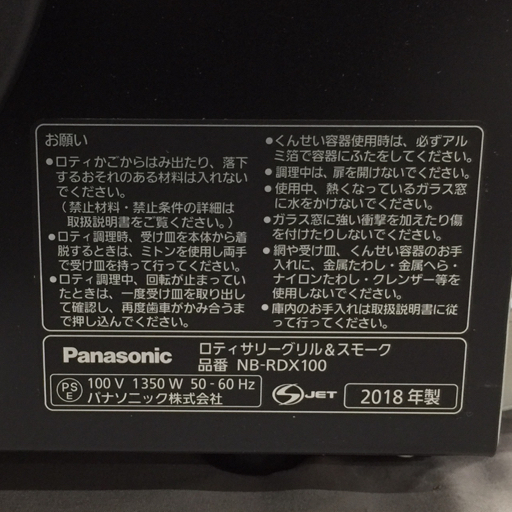 お願い
●ロティかごからはみ出たり、落下
するおそれのある材料は入れない
でください。
(禁止材料・禁止条件の詳細は
取扱説明書をご覧ください。)
●ロティ調理時、受け皿を本体から着
脱するときは、ミトンを使用し両手
で受け皿を持って行ってください。
●ロティ調理中、回転が止まってい
たときは、一度受け皿を取り出し
て確認し、再度歯車がかみ合うま
で押し込んでください。
●くんせい容器使用時は、必ずアル
ミ箔で容器にふたをしてください。
●調理中は、扉を開けないでください。
●使用中、熱くなっているガラス窓
に水をかけないでください。
●ガラス窓に強い衝撃を加えたり傷
を付けたりしないでください。
●網や受け皿、くんせい容器のお手
入れに、金属たわし・金属へら・
ナイロンたわし・クレンザー等を
使用しないでください。
●庫内のお手入れは取扱説明書に従
って行ってください。
Panasonic
ロティサリーグリル&スモーク
品番 NB-RDX100
PS
E
100 V 1350 W 50-60 Hz
パナソニック株式会社
S JET
2018 年製